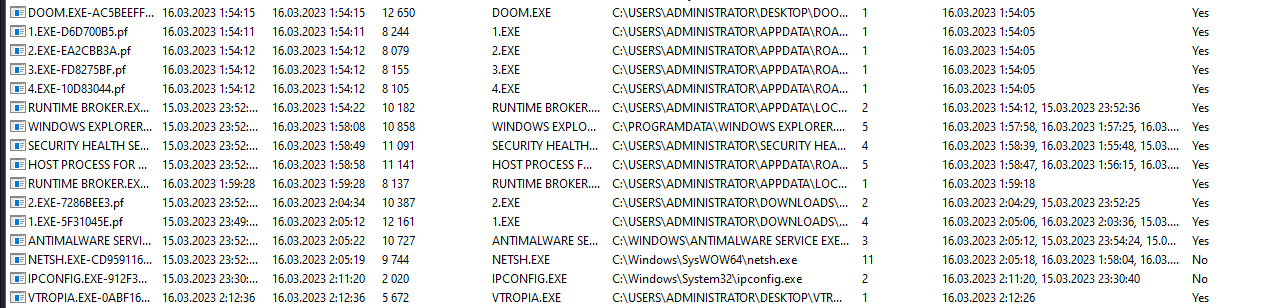 DOOM.EXE-AC5BEEFF... 16.03.2023 1:54:15 16.03.2023 1:54:15 12 650 DOOM.EXE C:\USERS\ADMINISTRATOR\DESKTOP\DOO... 1 16.03.2023 1:54:05 Yes
1.EXE-D6D700B5.pf 16.03.2023 1:54:11 16.03.2023 1:54:11 8 244 1.EXE C:\USERS\ADMINISTRATOR\APPDATA\ROA... 1 16.03.2023 1:54:05 Yes
2.EXE-EA2CBB3A.pf 16.03.2023 1:54:12 16.03.2023 1:54:12 8 079 2.EXE C:\USERS\ADMINISTRATOR\APPDATA\ROA... 1 16.03.2023 1:54:05 Yes
3.EXE-FD8275BF.pf 16.03.2023 1:54:12 16.03.2023 1:54:12 8 155 3.EXE C:\USERS\ADMINISTRATOR\APPDATA\ROA... 1 16.03.2023 1:54:05 Yes
4.EXE-10D83044.pf 16.03.2023 1:54:12 16.03.2023 1:54:12 8 105 4.EXE C:\USERS\ADMINISTRATOR\APPDATA\ROA... 1 16.03.2023 1:54:05 Yes
RUNTIME BROKER.EX... 15.03.2023 23:52:... 16.03.2023 1:54:22 10 182 RUNTIME BROKER.... C:\USERS\ADMINISTRATOR\APPDATA\LOC... 2 16.03.2023 1:54:12, 15.03.2023 23:52:36 Yes
WINDOWS EXPLORER... 15.03.2023 23:52:... 16.03.2023 1:58:08 10 858 WINDOWS EXPLO... C:\PROGRAMDATA\WINDOWS EXPLORER.... 5 16.03.2023 1:57:58, 16.03.2023 1:57:25, 16.03.... Yes
SECURITY HEALTH SE... 15.03.2023 23:52:... 16.03.2023 1:58:49 11 091 SECURITY HEALTH... C:\USERS\ADMINISTRATOR\SECURITY HEA... 4 16.03.2023 1:58:39, 16.03.2023 1:55:48, 15.03.... Yes
HOST PROCESS FOR ... 15.03.2023 23:52:... 16.03.2023 1:58:58 11 141 HOST PROCESS F... C:\USERS\ADMINISTRATOR\APPDATA\ROA... 5 16.03.2023 1:58:47, 16.03.2023 1:56:15, 16.03.... Yes
RUNTIME BROKER.EX... 16.03.2023 1:59:28 16.03.2023 1:59:28 8 137 RUNTIME BROKER.... C:\USERS\ADMINISTRATOR\APPDATA\LOC... 1 16.03.2023 1:59:18 Yes
2.EXE-7286BEE3.pf 15.03.2023 23:52:... 16.03.2023 2:04:34 10 387 2.EXE C:\USERS\ADMINISTRATOR\DOWNLOADS\... 2 16.03.2023 2:04:29, 15.03.2023 23:52:25 Yes
1.EXE-5F31045E.pf 15.03.2023 23:49:... 16.03.2023 2:05:12 12 161 1.EXE C:\USERS\ADMINISTRATOR\DOWNLOADS\... 4 16.03.2023 2:05:06, 16.03.2023 2:03:36, 15.03.... Yes
ANTIMALWARE SERVI... 15.03.2023 23:52:... 16.03.2023 2:05:22 10 727 ANTIMALWARE SE... C:\WINDOWS\ANTIMALWARE SERVICE EXE... 3 16.03.2023 2:05:12, 15.03.2023 23:54:24, 15.0... Yes
NETSH.EXE-CD959116... 15.03.2023 23:52:... 16.03.2023 2:05:19 9 744 NETSH.EXE C:\Windows\SysWOW64\netsh.exe 11 16.03.2023 2:05:18, 16.03.2023 1:58:04, 16.03.... No
IPCONFIG.EXE-912F3... 15.03.2023 23:30:... 16.03.2023 2:11:20 2 020 IPCONFIG.EXE C:\Windows\System32\ipconfig.exe 2 16.03.2023 2:11:20, 15.03.2023 23:30:40 No
VTROPIA.EXE-0ABF16... 16.03.2023 2:12:36 16.03.2023 2:12:36 5 672 VTROPIA.EXE C:\USERS\ADMINISTRATOR\DESKTOP\VTR... 1 16.03.2023 2:12:26 Yes